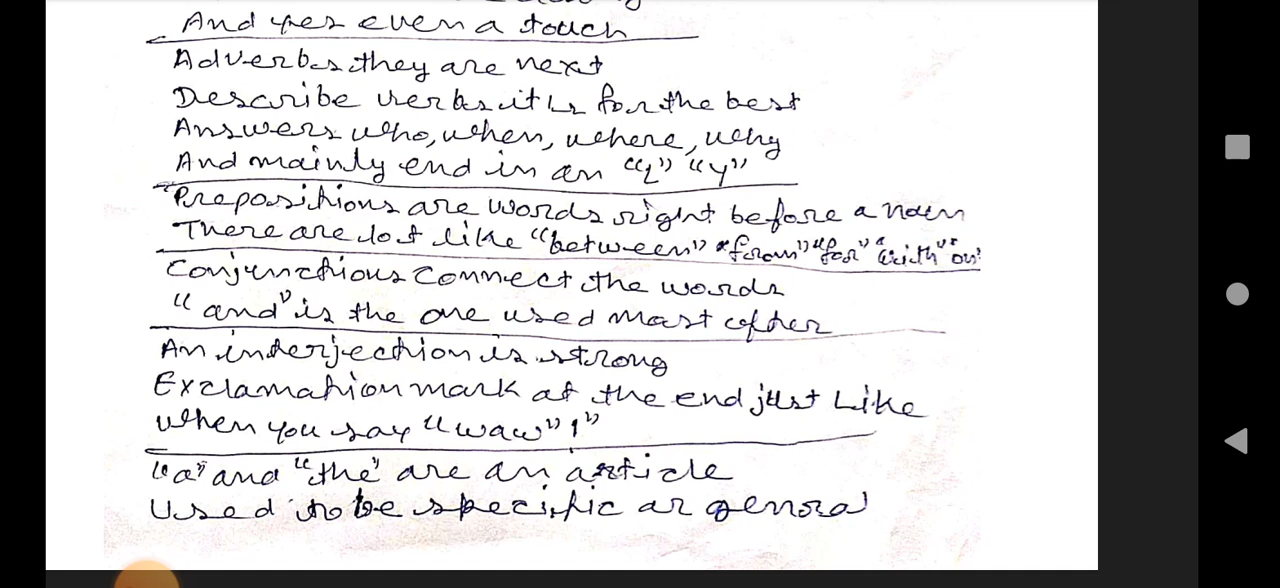 And yes even a touch
Adverbs, they are next
Describe verbs it is for the best
Answers who, when, where, why
And mainly end in an "L" "Y"
Prepositions are words right before a noun
There are lot like "between" "from" "for" "with" "on"
Conjunctions connect the words
"and" is the one used most often
An interjection is strong
Exclamation mark at the end just Like
when you say "waw" !"
"a" and "the" are an article
Used to be specific or genral